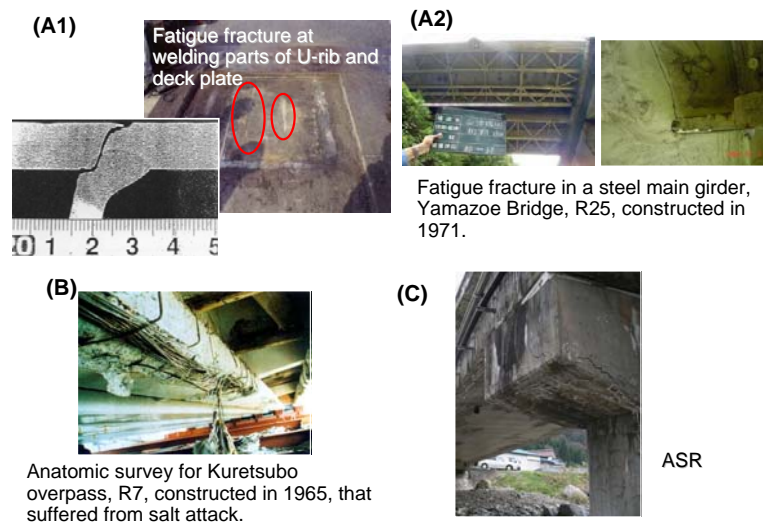 (A1)
Fatigue fracture at
welding parts of U-rib and
deck plate
0 1 2 3 4 5
(A2)
Fatigue fracture in a steel main girder,
Yamazoe Bridge, R25, constructed in
1971.
(B)
Anatomic survey for Kuretsubo
overpass, R7, constructed in 1965, that
suffered from salt attack.
(C)
ASR